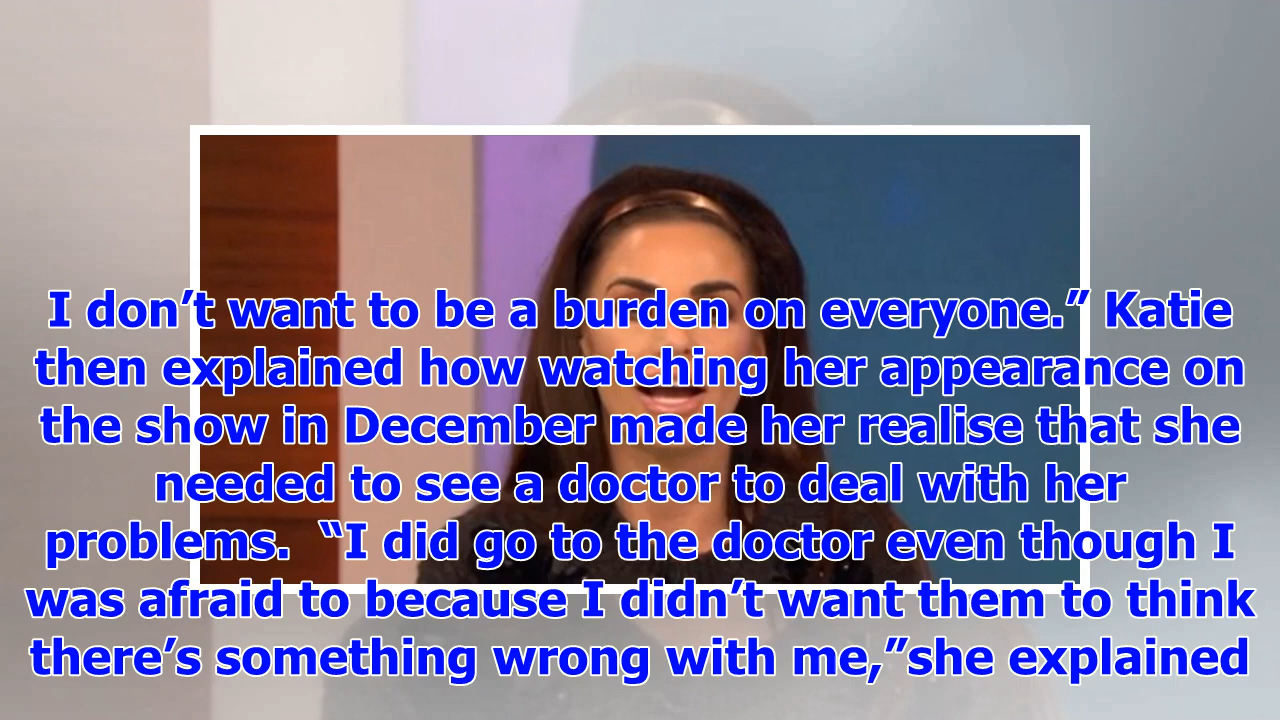 I don’t want to be a burden on everyone.” Katie
then explained how watching her appearance on
the show in December made her realise that she
needed to see a doctor to deal with her
problems.  “I did go to the doctor even though I
was afraid to because I didn’t want them to think
there’s something wrong with me,”she explained